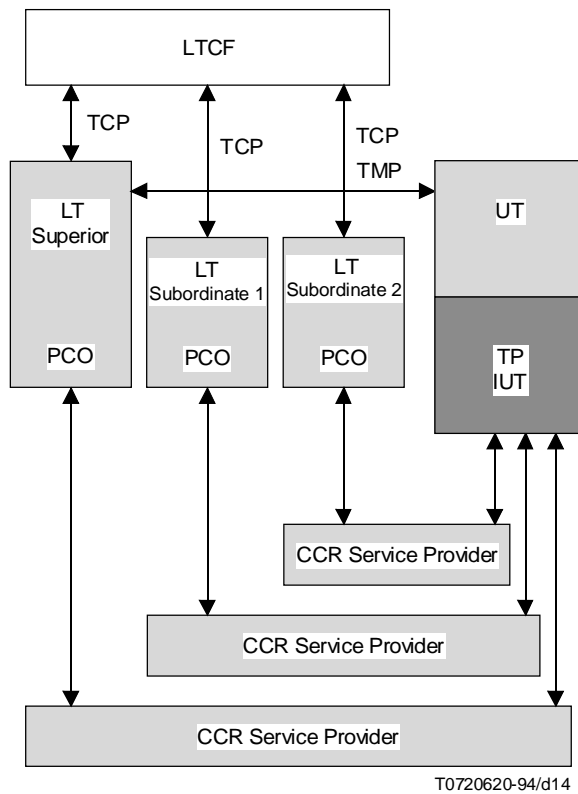 LTCF
TCP
TCP
TCP
TMP
LT
Superior
UT
LT
Subordinate 1
LT
Subordinate 2
PCO
PCO
PCO
TP
IUT
CCR Service Provider
CCR Service Provider
CCR Service Provider
T0720620-94/d14